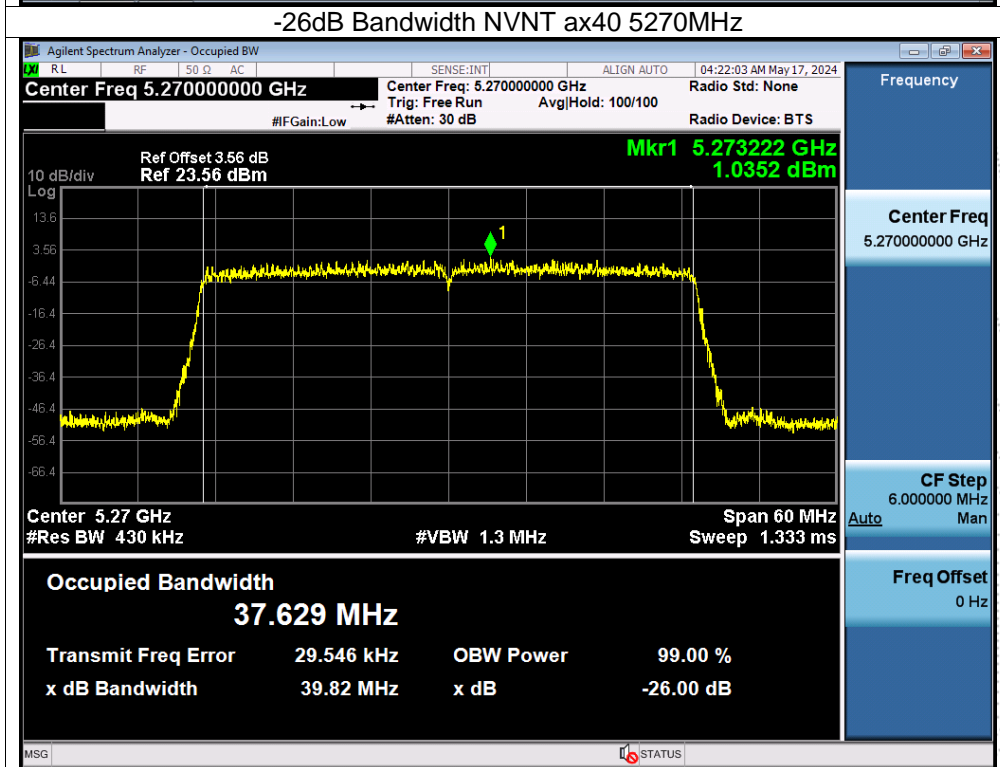 -26dB Bandwidth NVNT ax40 5270MHz
Agilent Spectrum Analyzer - Occupied BW
LXI RL RF 50 Ω AC SENSE:INT ALIGN AUTO 04:22:03 AM May 17, 2024
Center Freq 5.270000000 GHz
Center Freq: 5.270000000 GHz Radio Std: None
Trig: Free Run Avg|Hold: 100/100
#IFGain:Low #Atten: 30 dB Radio Device: BTS
Frequency
Mkr1 5.273222 GHz
1.0352 dBm
Ref Offset 3.56 dB
10 dB/div Ref 23.56 dBm
Log
13.6
3.56
-6.44
-16.4
-26.4
-36.4
-46.4
-56.4
-66.4
1
Center 5.27 GHz Span 60 MHz
#Res BW 430 kHz #VBW 1.3 MHz Sweep 1.333 ms
Center Freq
5.270000000 GHz
CF Step
6.000000 MHz
Auto Man
Freq Offset
0 Hz
Occupied Bandwidth
37.629 MHz
Transmit Freq Error 29.546 kHz OBW Power 99.00 %
x dB Bandwidth 39.82 MHz x dB -26.00 dB
MSG STATUS